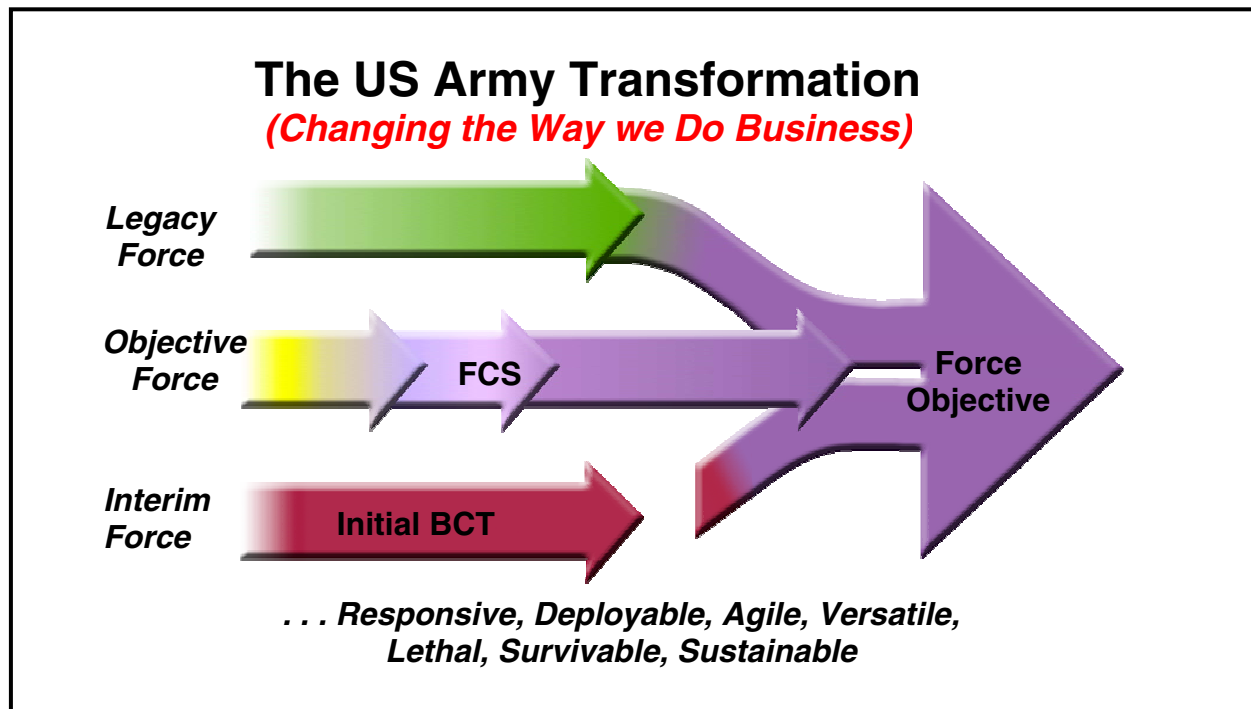 The US Army Transformation
(Changing the Way we Do Business)
Legacy
Force
Objective
Force
FCS
Force
Objective
Interim
Force
Initial BCT
. . . Responsive, Deployable, Agile, Versatile,
Lethal, Survivable, Sustainable